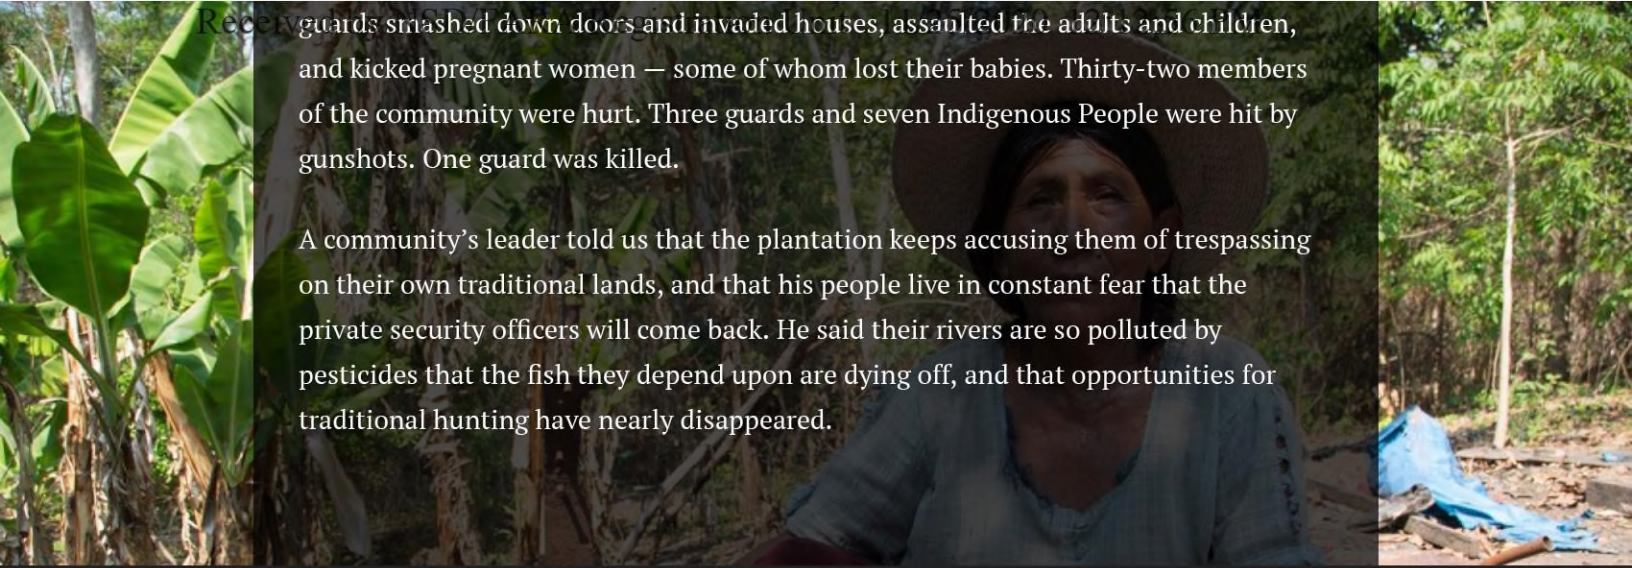 guards smashed down doors and invaded houses, assaulted the adults and children,
and kicked pregnant women — some of whom lost their babies. Thirty-two members
of the community were hurt. Three guards and seven Indigenous People were hit by
gunshots. One guard was killed.
A community’s leader told us that the plantation keeps accusing them of trespassing
on their own traditional lands, and that his people live in constant fear that the
private security officers will come back. He said their rivers are so polluted by
pesticides that the fish they depend upon are dying off, and that opportunities for
traditional hunting have nearly disappeared.